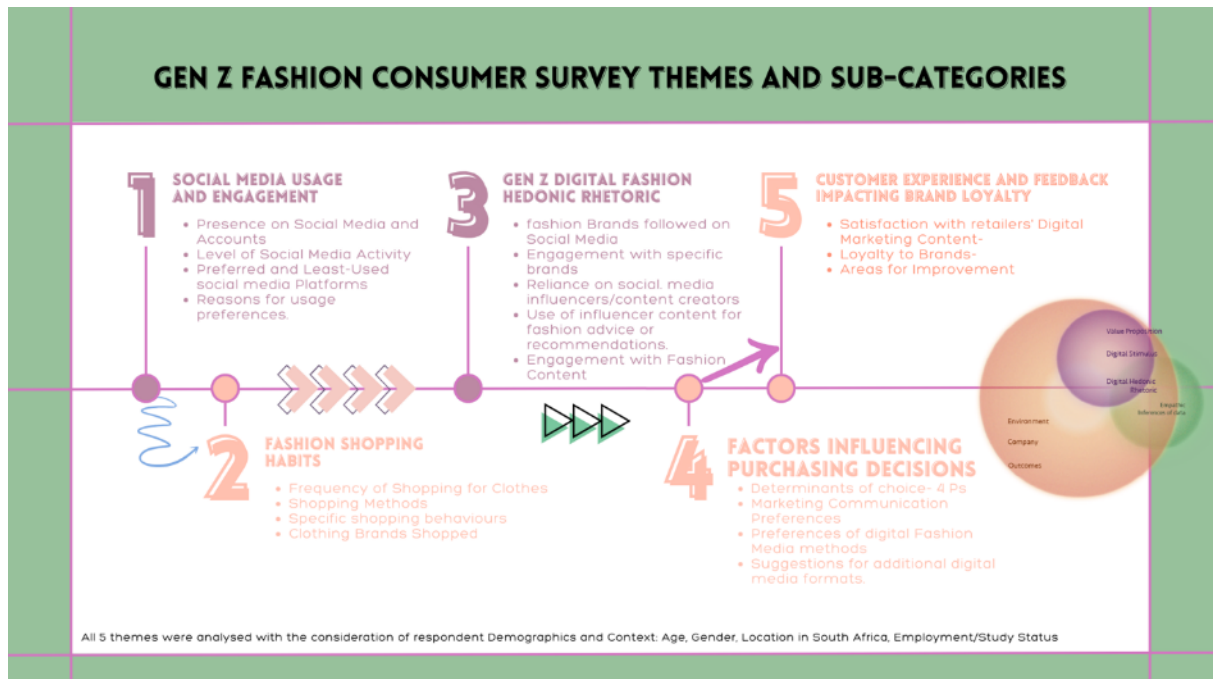 GEN Z FASHION CONSUMER SURVEY THEMES AND SUB-CATEGORIES
1
SOCIAL MEDIA USAGE
AND ENGAGEMENT
• Presence on Social Media and
Accounts
• Level of Social Media Activity
• Preferred and Least-Used
social media Platforms
• Reasons for usage
preferences.
2
FASHION SHOPPING
HABITS
• Frequency of Shopping for Clothes
• Shopping Methods
• Specific shopping behaviours
• Clothing Brands Shopped
3
GEN Z DIGITAL FASHION
HEDONIC RHETORIC
• fashion Brands followed on
Social Media
• Engagement with specific
brands
• Reliance on social. media
influencers/content creators
• Use of influencer content for
fashion advice or
recommendations.
• Engagement with Fashion
Content
4
FACTORS INFLUENCING
PURCHASING DECISIONS
• Determinants of choice- 4 Ps
• Marketing Communication
Preferences
• Preferences of digital Fashion
Media methods
• Suggestions for additional digital
media formats.
5
CUSTOMER EXPERIENCE AND FEEDBACK
IMPACTING BRAND LOYALTY
• Satisfaction with retailers' Digital
Marketing Content-
• Loyalty to Brands-
• Areas for Improvement
Value Proposition
Digital Stimulus
Digital Hedonic
Rhetoric
Empathic
Inferences of data
Environment
Company
Outcomes
All 5 themes were analysed with the consideration of respondent Demographics and Context: Age, Gender, Location in South Africa, Employment/Study Status